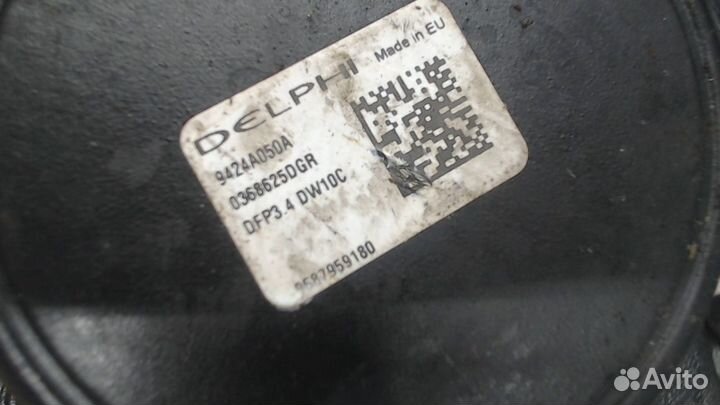 DELPHI
Made in EU
9424A050A
0368625DGR
DFP3.4 DW10C
9687959180
Avito